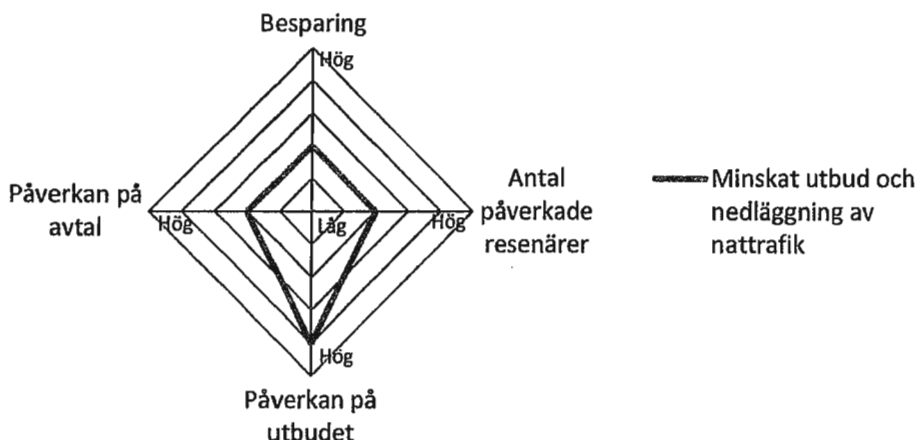 Besparing
Hög
Påverkan på
avtal
Hög
Låg
Hög
Antal
påverkade
resenärer
Minskat utbud och
nedläggning av
nattrafik
Hög
Påverkan på
utbudet